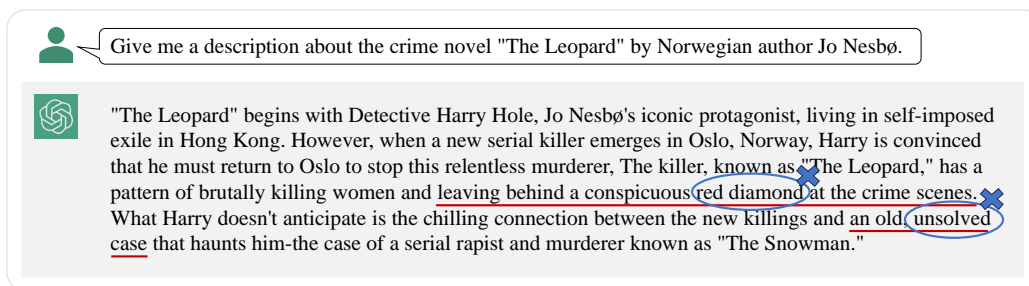 Give me a description about the crime novel "The Leopard" by Norwegian author Jo Nesbø.
"The Leopard" begins with Detective Harry Hole, Jo Nesbø's iconic protagonist, living in self-imposed
exile in Hong Kong. However, when a new serial killer emerges in Oslo, Norway, Harry is convinced
that he must return to Oslo to stop this relentless murderer, The killer, known as "The Leopard," has a
pattern of brutally killing women and leaving behind a conspicuous red diamond at the crime scenes.
What Harry doesn't anticipate is the chilling connection between the new killings and an old, unsolved
case that haunts him-the case of a serial rapist and murderer known as "The Snowman."